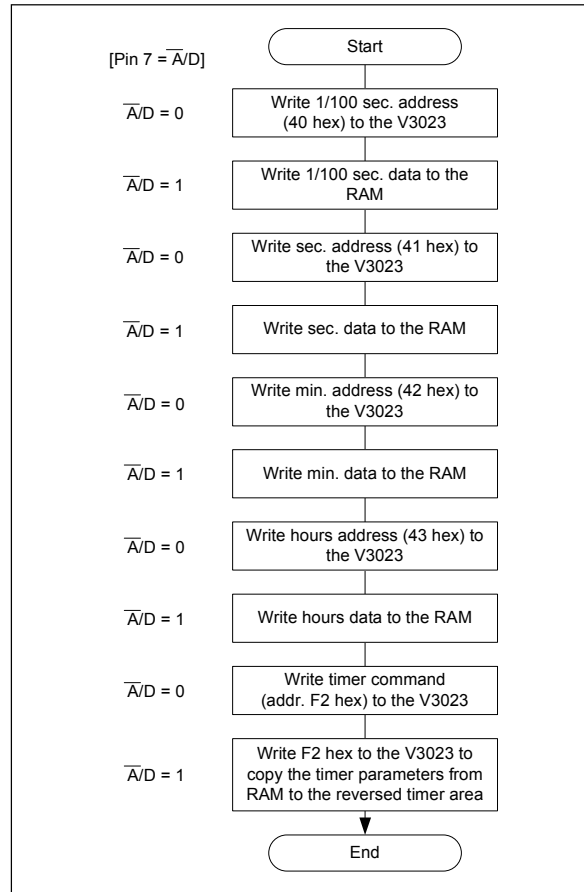 Start
[Pin 7 = A̅/D]
A̅/D = 0
Write 1/100 sec. address
(40 hex) to the V3023
A̅/D = 1
Write 1/100 sec. data to the
RAM
A̅/D = 0
Write sec. address (41 hex) to
the V3023
A̅/D = 1
Write sec. data to the RAM
A̅/D = 0
Write min. address (42 hex) to
the V3023
A̅/D = 1
Write min. data to the RAM
A̅/D = 0
Write hours address (43 hex) to
the V3023
A̅/D = 1
Write hours data to the RAM
A̅/D = 0
Write timer command
(addr. F2 hex) to the V3023
A̅/D = 1
Write F2 hex to the V3023 to
copy the timer parameters from
RAM to the reversed timer area
End